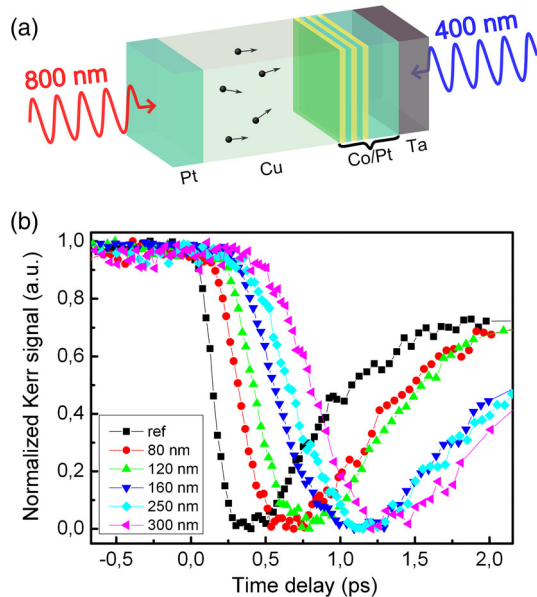 (a)
800 nm
400 nm
Pt
Cu
Co/Pt
Ta
(b)
Normalized Kerr signal (a.u.)
1,0
0,8
0,6
0,4
0,2
0,0
ref
80 nm
120 nm
160 nm
250 nm
300 nm
-0,5 0,0 0,5 1,0 1,5 2,0
Time delay (ps)